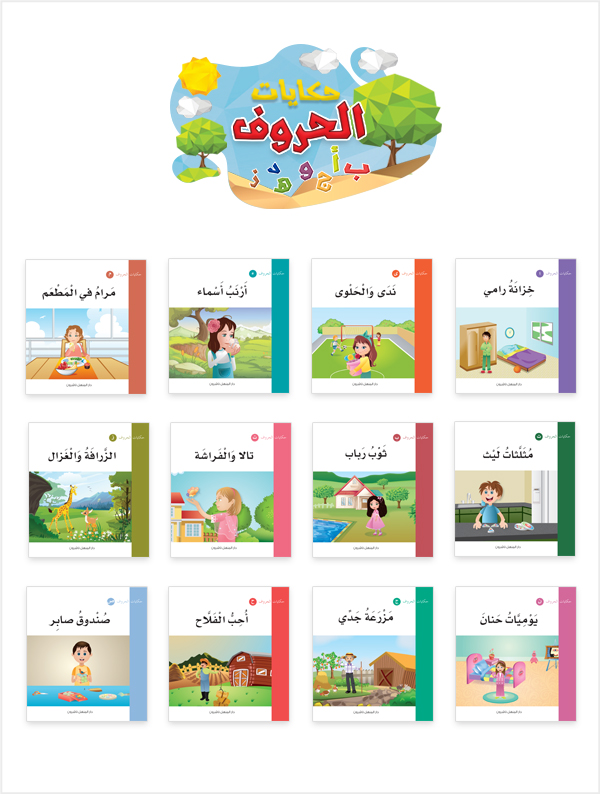 حكايات
الحروف
ب أ ج و هـ د ز
خِزانَةُ رامي
نَدَى وَالْحَلْوى
أَرْنَبُ أَسْماء
مَرامُ في الْمَطْعَم
مُثَلَّثاتُ لَيْث
ثَوْبُ رَباب
تالا وَالْفَراشَة
الزَّرافَةُ وَالْغَزال
يَوْمِيَّاتُ حَنانَ
مَزْرَعَةُ جَدّي
أُحِبُّ الْفَلّاح
صُنْدوقُ صابِر